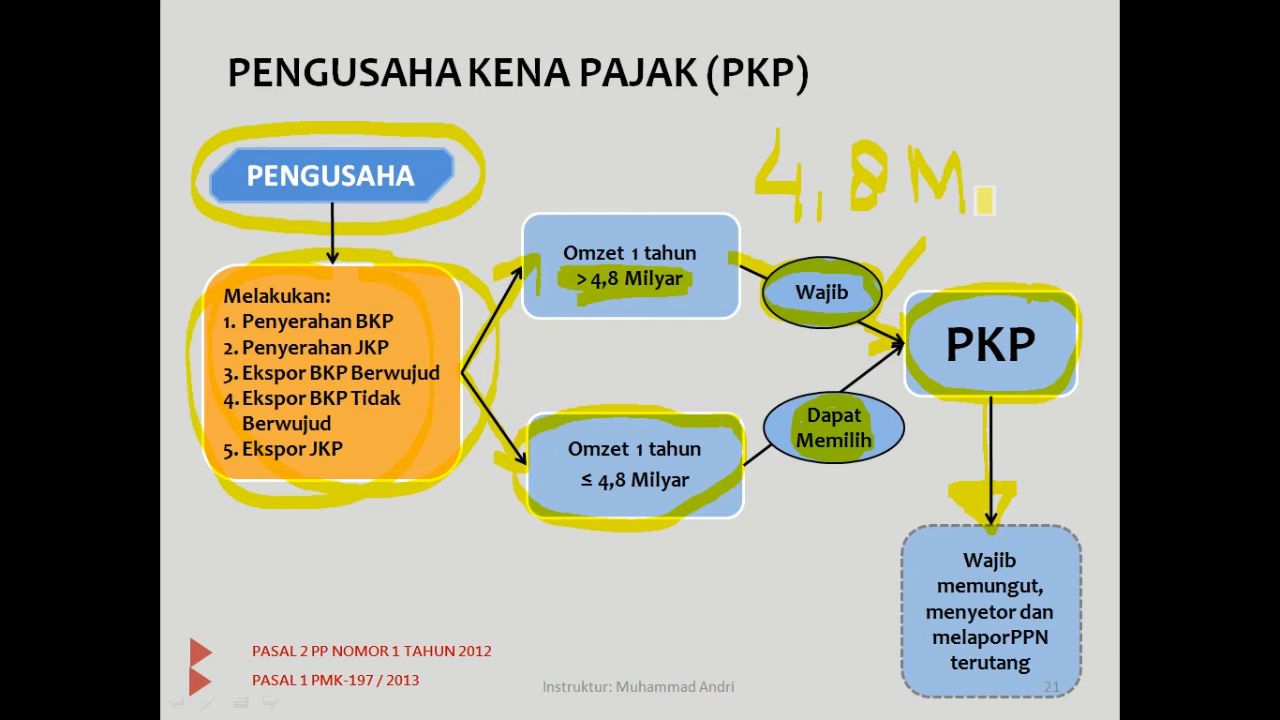 PENGUSAHA KENA PAJAK (PKP)
PENGUSAHA
4,8 M.
Melakukan:
1. Penyerahan BKP
2. Penyerahan JKP
3. Ekspor BKP Berwujud
4. Ekspor BKP Tidak
Berwujud
5. Ekspor JKP
Omzet 1 tahun
> 4,8 Milyar
Wajib
Omzet 1 tahun
≤ 4,8 Milyar
Dapat
Memilih
PKP
Wajib
memungut,
menyetor dan
melaporPPN
terutang
PASAL 2 PP NOMOR 1 TAHUN 2012
PASAL 1 PMK-197 / 2013
Instruktur: Muhammad Andri
21